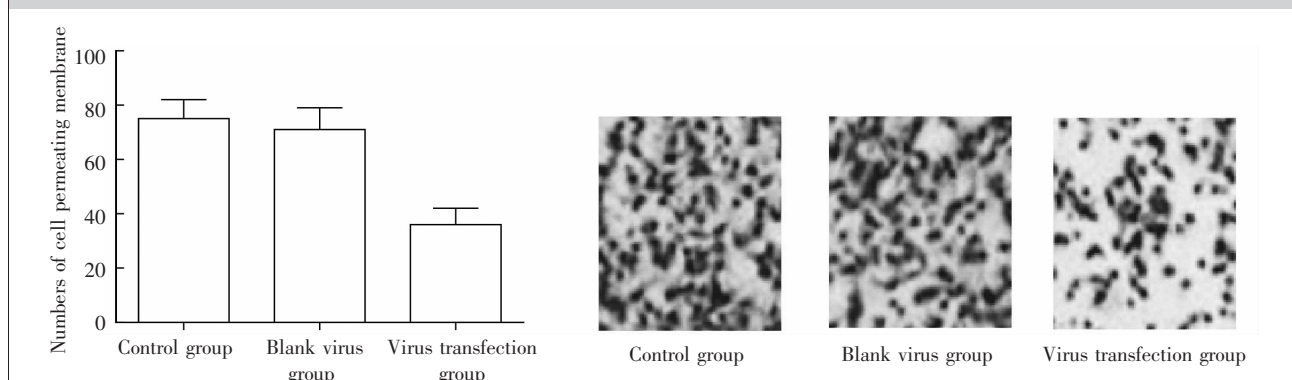 Numbers of cell permeating membrane
100
80
60
40
20
0
Control group
Blank virus
group
Virus transfection
group
Control group
Blank virus group
Virus transfection group